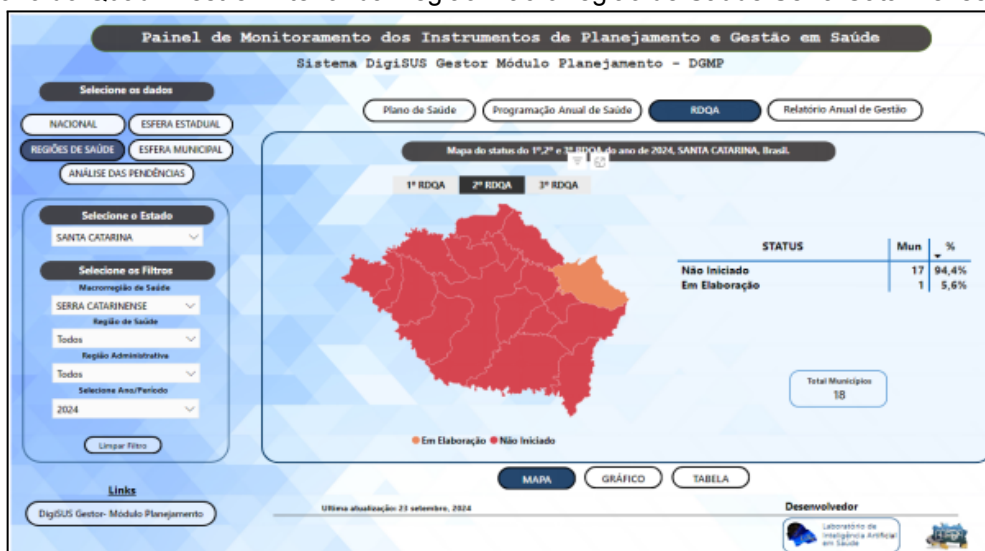 Painel de Monitoramento dos Instrumentos de Planejamento e Gestão em Saúde
Sistema DigiSUS Gestor Módulo Planejamento - DGMP
Selecione os dados
NACIONAL
ESFERA ESTADUAL
REGIÕES DE SAÚDE
ESFERA MUNICIPAL
ANÁLISE DAS PENDÊNCIAS
Selecione o Estado
SANTA CATARINA
Selecione os Filtros
Macrorregião de Saúde
SERRA CATARINENSE
Região de Saúde
Todos
Região Administrativa
Todos
Selecione Ano/Período
2024
Limpar Filtro
Links
DigiSUS Gestor- Módulo Planejamento
Plano de Saúde
Programação Anual de Saúde
RDQA
Relatório Anual de Gestão
Mapa do status do 1º,2º e 3º RDQA do ano de 2024, SANTA CATARINA, Brasil.
1º RDQA
2º RDQA
3º RDQA
STATUS Mun %
Não Iniciado 17 94,4%
Em Elaboração 1 5,6%
Total Municípios
18
Em Elaboração Não Iniciado
MAPA
GRÁFICO
TABELA
Ultima atualização: 23 setembro, 2024
Desenvolvedor
Laboratório de
Inteligência Artificial
em Saúde